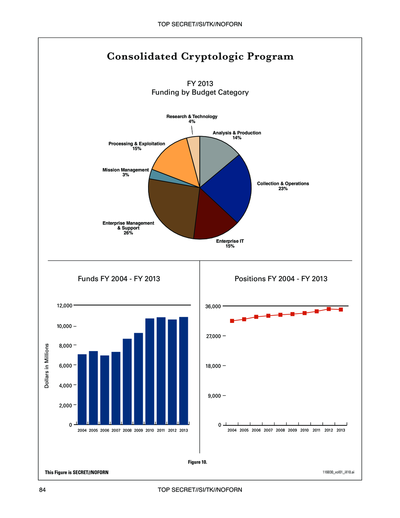 TOP SECRET//SI/TK//NOFORN
Consolidated Cryptologic Program
FY 2013
Funding by Budget Category
Research & Technology
4%
Analysis & Production
14%
Processing & Exploitation
15%
Mission Management
3%
Collection & Operations
23%
Enterprise Management
& Support
26%
Enterprise IT
15%
Funds FY 2004 - FY 2013
Dollars in Millions
12,000
10,000
8,000
6,000
4,000
2,000
0
2004 2005 2006 2007 2008 2009 2010 2011 2012 2013
Positions FY 2004 - FY 2013
36,000
27,000
18,000
9,000
0
2004 2005 2006 2007 2008 2009 2010 2011 2012 2013
Figure 10.
This Figure is SECRET//NOFORN
84
TOP SECRET//SI/TK//NOFORN